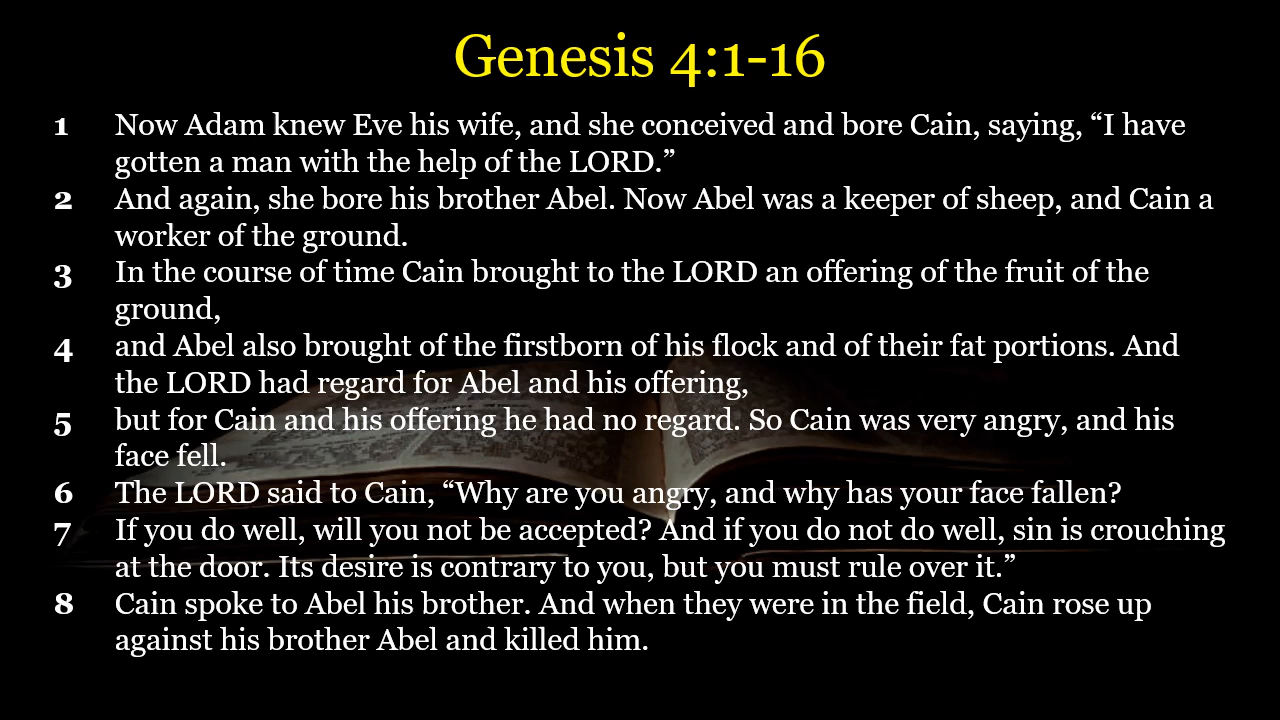 Genesis 4:1-16
1 Now Adam knew Eve his wife, and she conceived and bore Cain, saying, “I have
gotten a man with the help of the LORD.”
2 And again, she bore his brother Abel. Now Abel was a keeper of sheep, and Cain a
worker of the ground.
3 In the course of time Cain brought to the LORD an offering of the fruit of the
ground,
4 and Abel also brought of the firstborn of his flock and of their fat portions. And
the LORD had regard for Abel and his offering,
5 but for Cain and his offering he had no regard. So Cain was very angry, and his
face fell.
6 The LORD said to Cain, “Why are you angry, and why has your face fallen?
7 If you do well, will you not be accepted? And if you do not do well, sin is crouching
at the door. Its desire is contrary to you, but you must rule over it.”
8 Cain spoke to Abel his brother. And when they were in the field, Cain rose up
against his brother Abel and killed him.